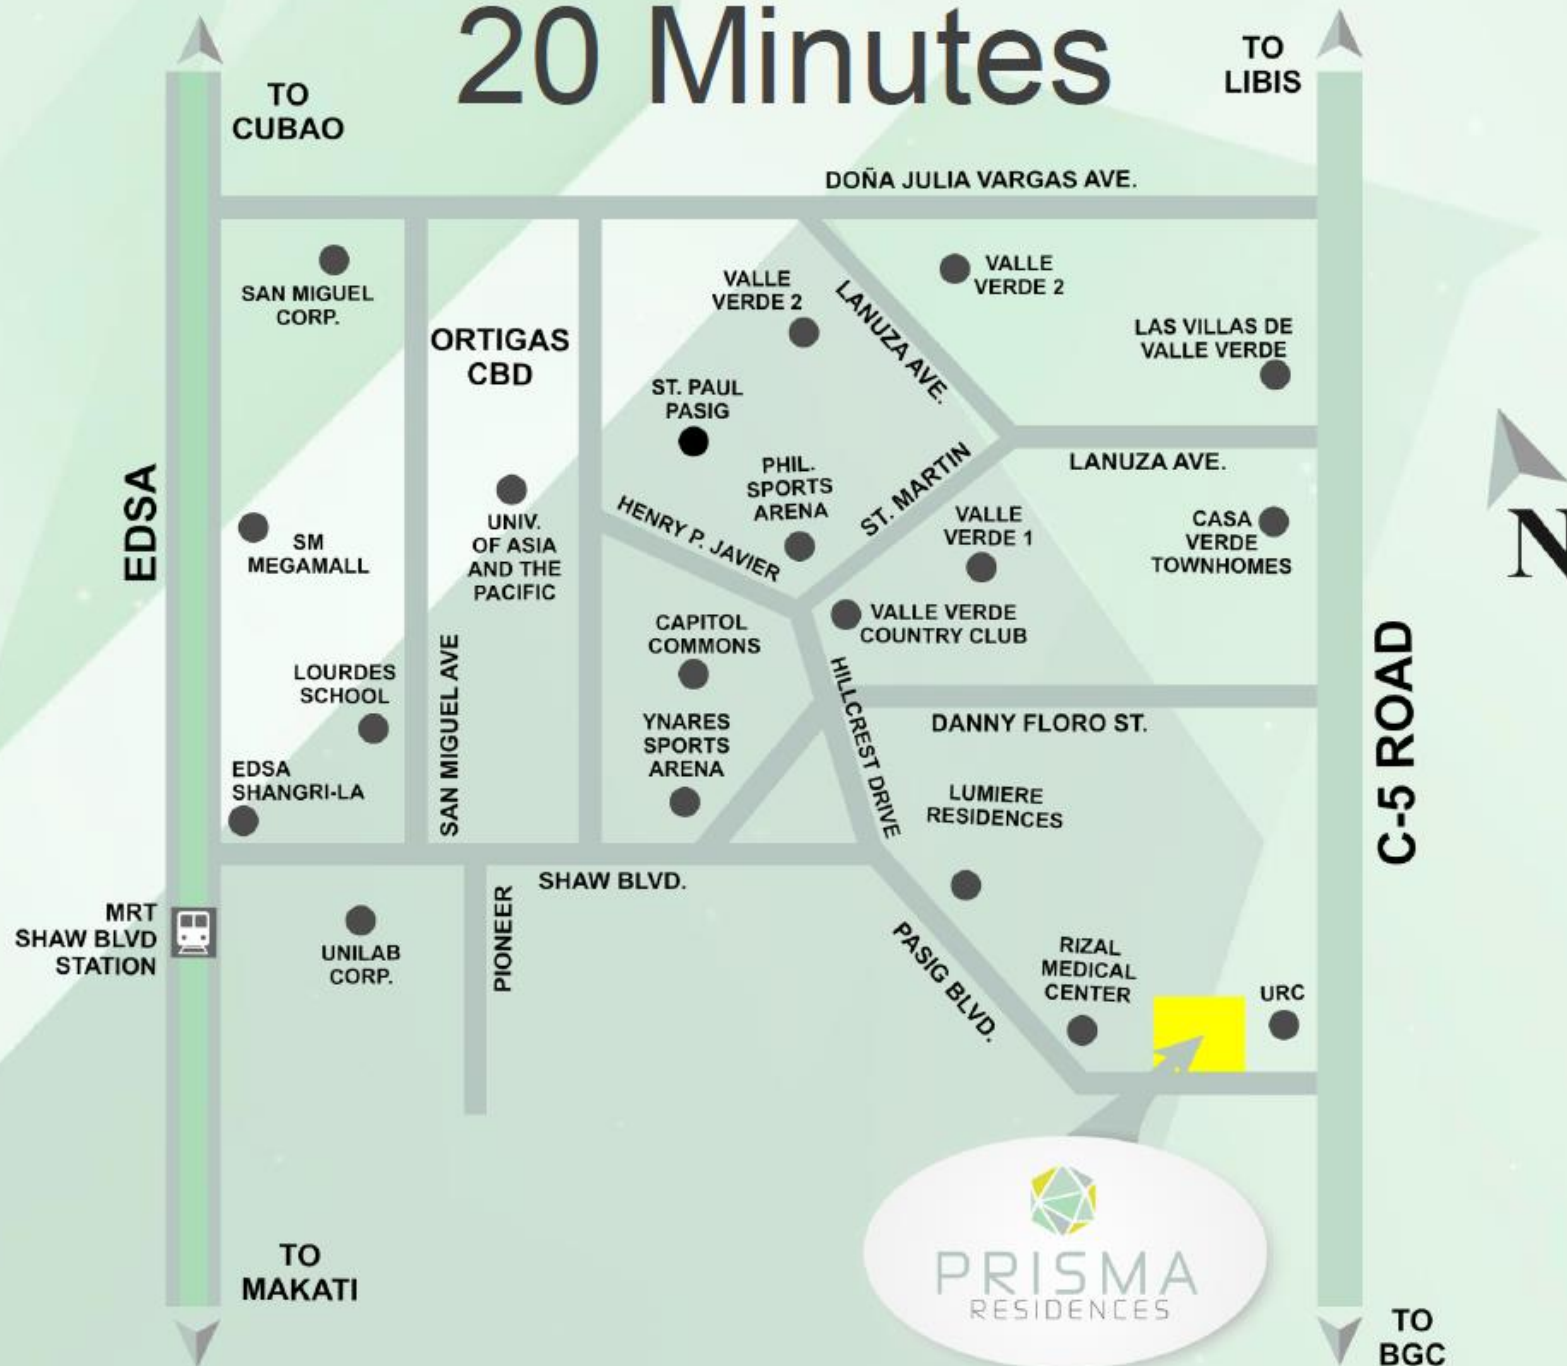 20 Minutes
TO
CUBAO
TO
LIBIS
DOÑA JULIA VARGAS AVE.
SAN MIGUEL
CORP.
ORTIGAS
CBD
VALLE
VERDE 2
LANUZA AVE.
VALLE
VERDE 2
LAS VILLAS DE
VALLE VERDE
ST. PAUL
PASIG
LANUZA AVE.
EDSA
SM
MEGAMALL
UNIV.
OF ASIA
AND THE
PACIFIC
HENRY P. JAVIER
PHIL.
SPORTS
ARENA
ST. MARTIN
VALLE
VERDE 1
CASA
VERDE
TOWNHOMES
N
VALLE VERDE
COUNTRY CLUB
CAPITOL
COMMONS
LOURDES
SCHOOL
SAN MIGUEL AVE
YNARES
SPORTS
ARENA
HILLCREST DRIVE
DANNY FLORO ST.
C-5 ROAD
EDSA
SHANGRI-LA
LUMIERE
RESIDENCES
SHAW BLVD.
MRT
SHAW BLVD
STATION
UNILAB
CORP.
PIONEER
PASIG BLVD.
RIZAL
MEDICAL
CENTER
URC
TO
MAKATI
PRISMA
RESIDENCES
TO
BGC